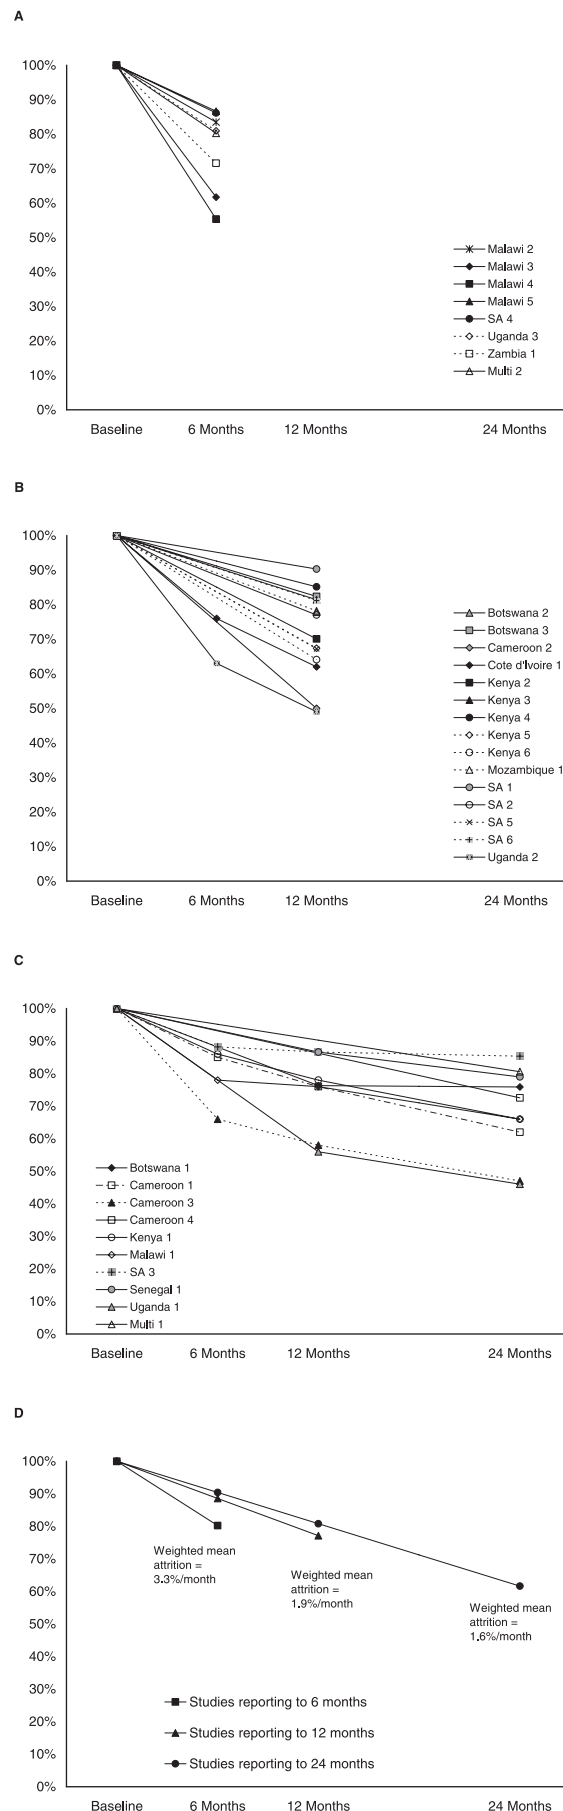 A
100%
90%
80%
70%
60%
50%
40%
30%
20%
10%
0%
Malawi 2
Malawi 3
Malawi 4
Malawi 5
SA 4
Uganda 3
Zambia 1
Multi 2
Baseline 6 Months 12 Months 24 Months
B
100%
90%
80%
70%
60%
50%
40%
30%
20%
10%
0%
Botswana 2
Botswana 3
Cameroon 2
Cote d'Ivoire 1
Kenya 2
Kenya 3
Kenya 4
Kenya 5
Kenya 6
Mozambique 1
SA 1
SA 2
SA 5
SA 6
Uganda 2
Baseline 6 Months 12 Months 24 Months
C
100%
90%
80%
70%
60%
50%
40%
30%
20%
10%
0%
Botswana 1
Cameroon 1
Cameroon 3
Cameroon 4
Kenya 1
Malawi 1
SA 3
Senegal 1
Uganda 1
Multi 1
Baseline 6 Months 12 Months 24 Months
D
100%
90%
80%
70%
60%
50%
40%
30%
20%
10%
0%
Weighted mean
attrition =
3.3%/month
Weighted mean
attrition =
1.9%/month
Weighted mean
attrition =
1.6%/month
Studies reporting to 6 months
Studies reporting to 12 months
Studies reporting to 24 months
Baseline 6 Months 12 Months 24 Months